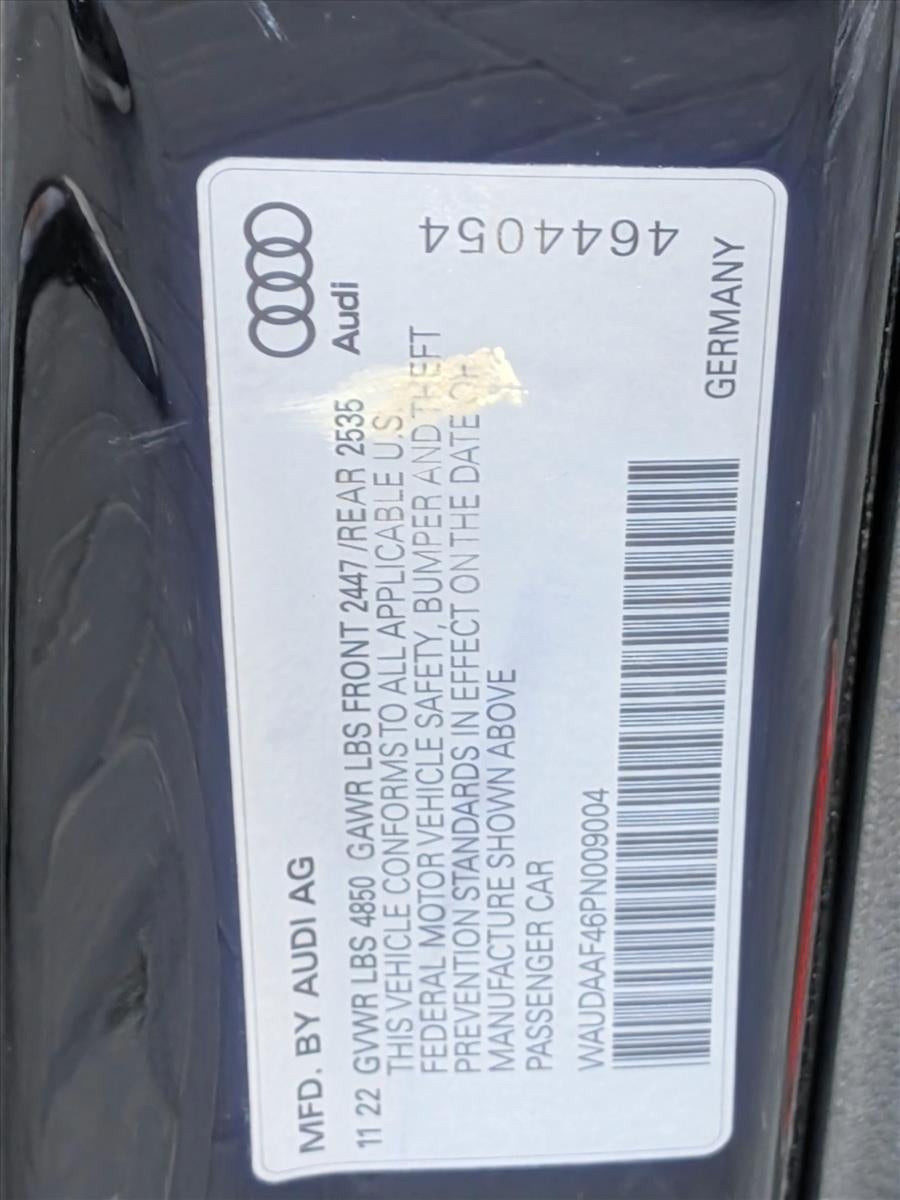 MFD. BY AUDI AG
Audi
11 22 GVWR LBS 4850 GAWR LBS FRONT 2447 /REAR 2535
THIS VEHICLE CONFORMS TO ALL APPLICABLE U.S.
FEDERAL MOTOR VEHICLE SAFETY, BUMPER AND THEFT
PREVENTION STANDARDS IN EFFECT ON THE DATE OF
MANUFACTURE SHOWN ABOVE
PASSENGER CAR
4644054
WAUDAAF46PN009004
GERMANY